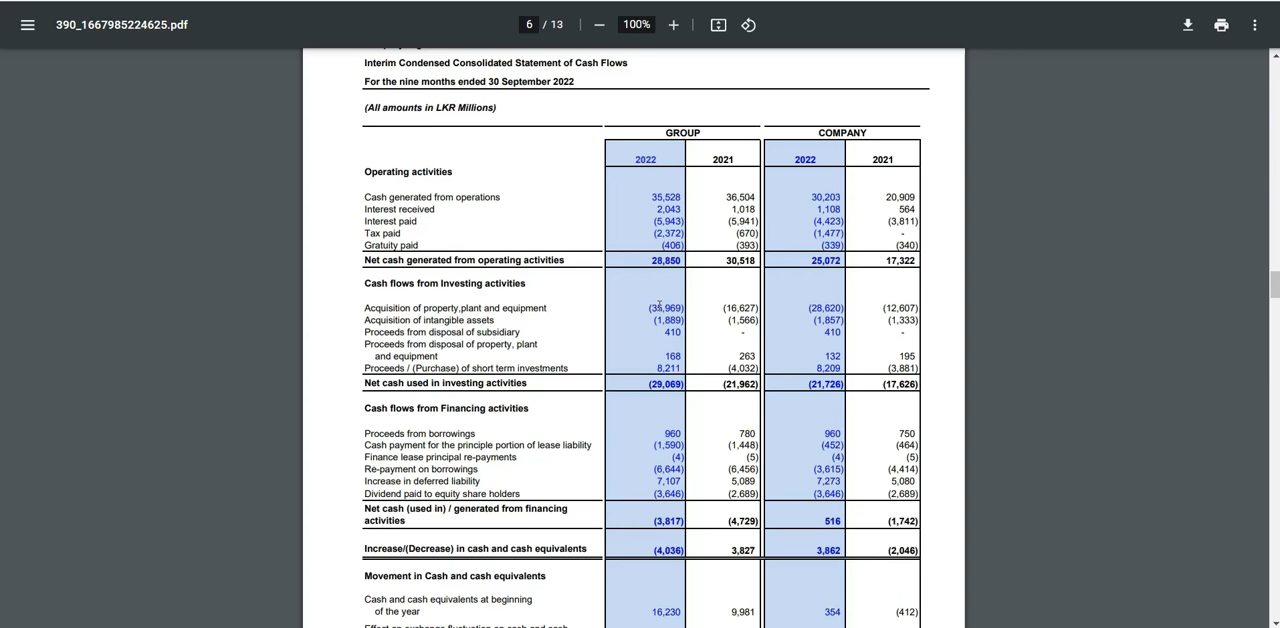 390_1667985224625.pdf 6 / 13 100%
Interim Condensed Consolidated Statement of Cash Flows
For the nine months ended 30 September 2022
(All amounts in LKR Millions)
GROUP COMPANY
2022 2021 2022 2021
Operating activities
Cash generated from operations 35,528 36,504 30,203 20,909
Interest received 2,043 1,018 1,108 564
Interest paid (5,943) (5,941) (4,423) (3,811)
Tax paid (2,372) (670) (1,477) -
Gratuity paid (406) (393) (339) (340)
Net cash generated from operating activities 28,850 30,518 25,072 17,322
Cash flows from Investing activities
Acquisition of property,plant and equipment (35,969) (16,627) (28,620) (12,607)
Acquisition of intangible assets (1,889) (1,566) (1,857) (1,333)
Proceeds from disposal of subsidiary 410 - 410 -
Proceeds from disposal of property, plant
and equipment 168 263 132 195
Proceeds / (Purchase) of short term investments 8,211 (4,032) 8,209 (3,881)
Net cash used in investing activities (29,069) (21,962) (21,726) (17,626)
Cash flows from Financing activities
Proceeds from borrowings 960 780 960 750
Cash payment for the principle portion of lease liability (1,590) (1,448) (452) (464)
Finance lease principal re-payments (4) (5) (4) (5)
Re-payment on borrowings (6,644) (6,456) (3,615) (4,414)
Increase in deferred liability 7,107 5,089 7,273 5,080
Dividend paid to equity share holders (3,646) (2,689) (3,646) (2,689)
Net cash (used in) / generated from financing
activities (3,817) (4,729) 516 (1,742)
Increase/(Decrease) in cash and cash equivalents (4,036) 3,827 3,862 (2,046)
Movement in Cash and cash equivalents
Cash and cash equivalents at beginning
of the year 16,230 9,981 354 (412)